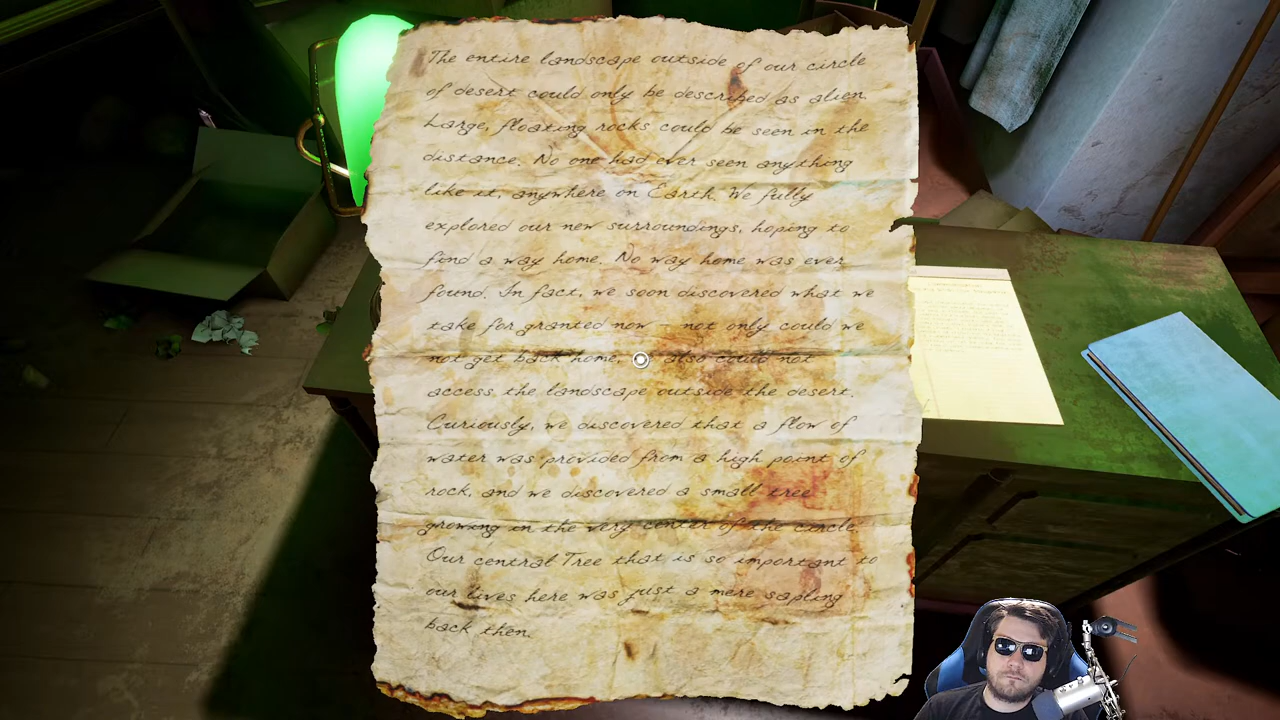 The entire landscape outside of our circle
of desert could only be described as alien.
Large, floating rocks could be seen in the
distance. No one had ever seen anything
like it, anywhere on Earth. We fully
explored our new surroundings, hoping to
find a way home. No way home was ever
found. In fact, we soon discovered what we
take for granted now - not only could we
not get back home, also could not
access the landscape outside the desert.
Curiously, we discovered that a flow of
water was provided from a high point of
rock, and we discovered a small tree
growing in the very center of the circle.
Our central Tree that is so important to
our lives here was just a mere sapling
back then.